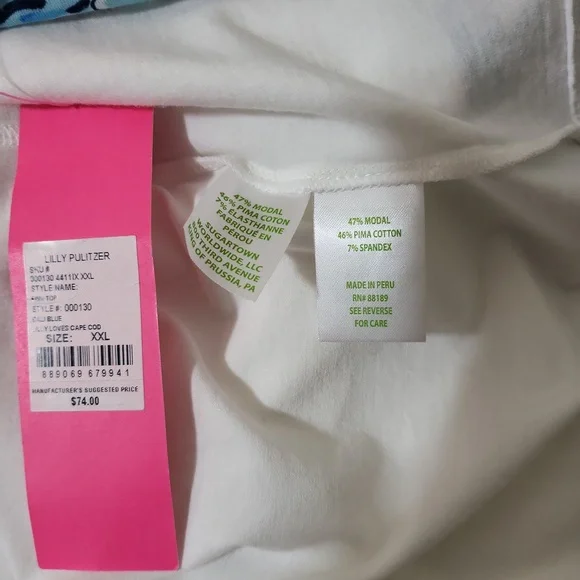 LILLY PULITZER
SKU #
000130 4411IX XXL
STYLE NAME:
TOP
STYLE #: 000130
BLUE
LILLY LOVES CAPE COD
SIZE: XXL
889069 679941
MANUFACTURER'S SUGGESTED PRICE
$74.00
47% MODAL
46% PIMA COTON
7% ELASTHANNE
FABRIQUÉ EN
PEROU
SUGARTOWN
WORLDWIDE, LLC
THIRD AVENUE
KING OF PRUSSIA, PA
47% MODAL
46% PIMA COTTON
7% SPANDEX
MADE IN PERU
RN# 88189
SEE REVERSE
FOR CARE